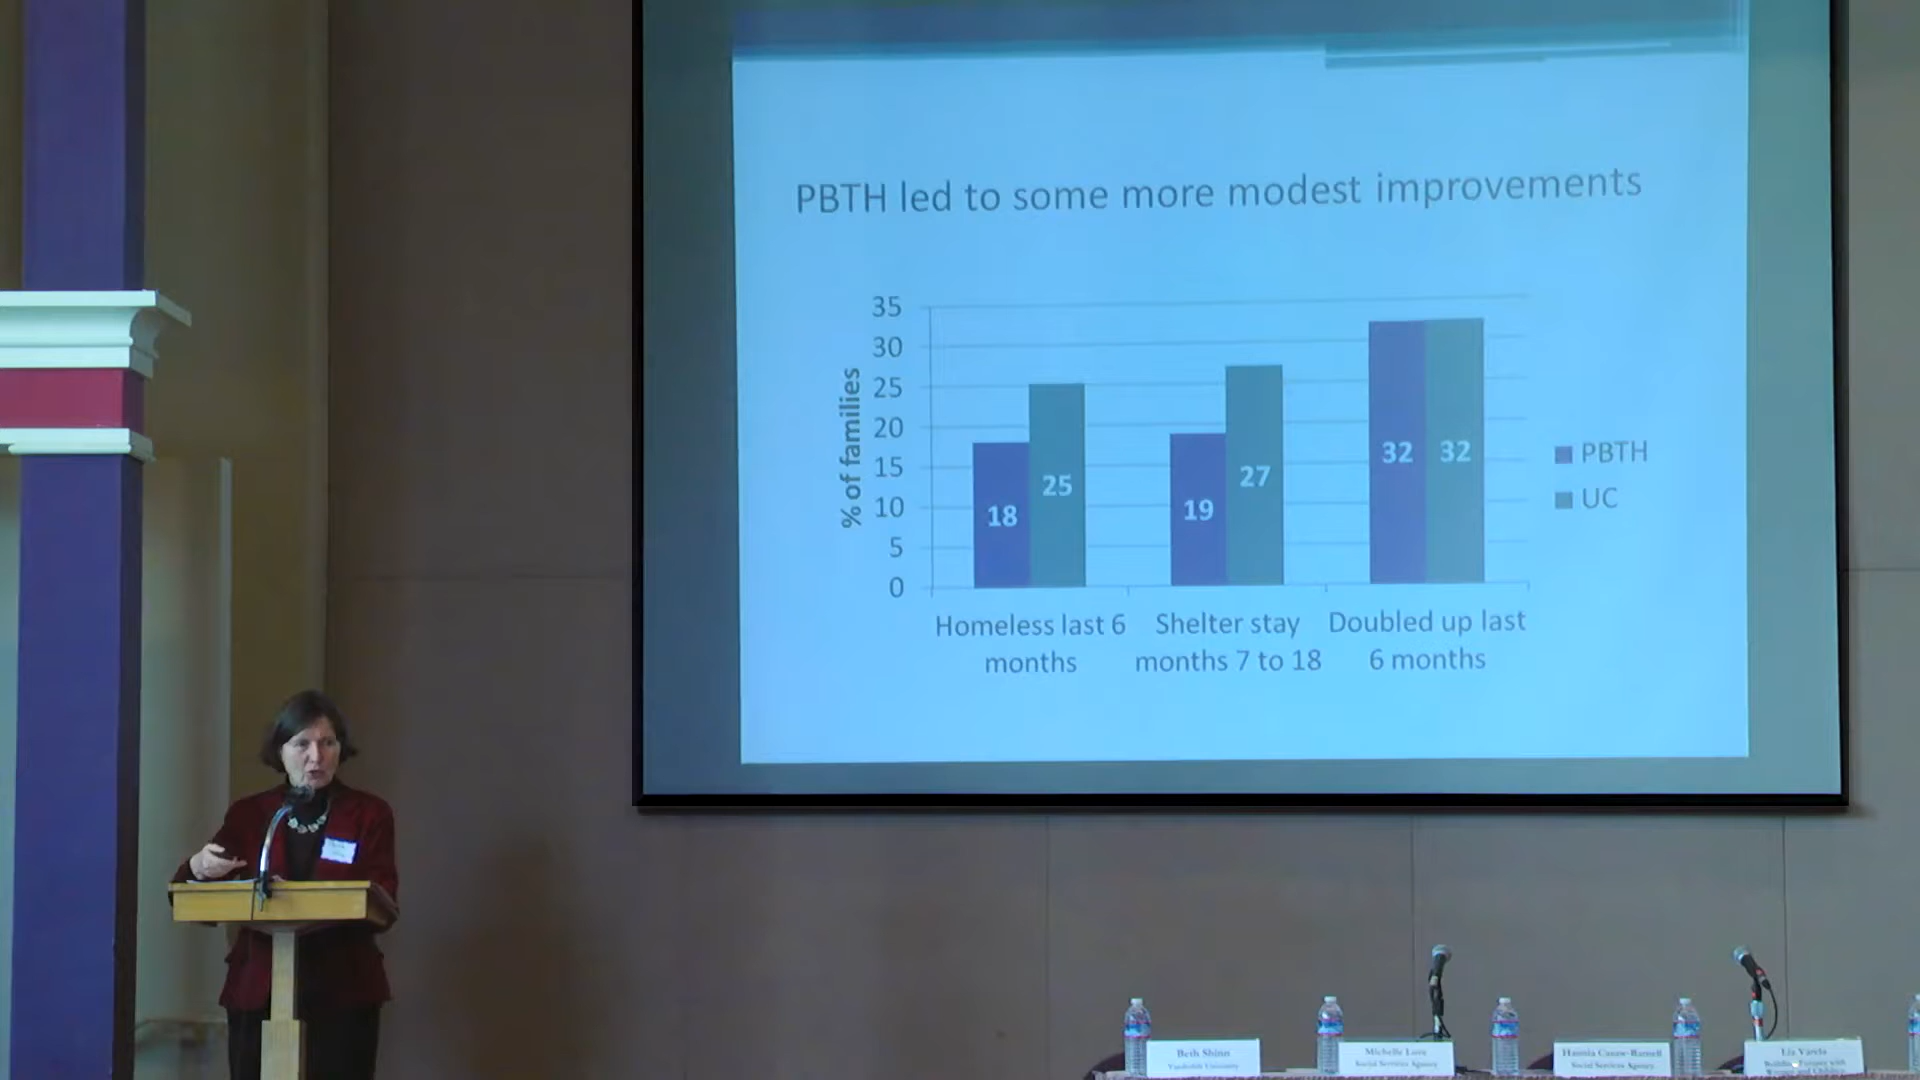 PBTH led to some more modest improvements
% of families
35
30
25
20
15
10
5
0
18
25
19
27
32
32
PBTH
UC
Homeless last 6
months
Shelter stay
months 7 to 18
Doubled up last
6 months
Beth Shinn
Vanderbilt University
Michelle
Social Services Agency
Social Services Agency
Liz Varela